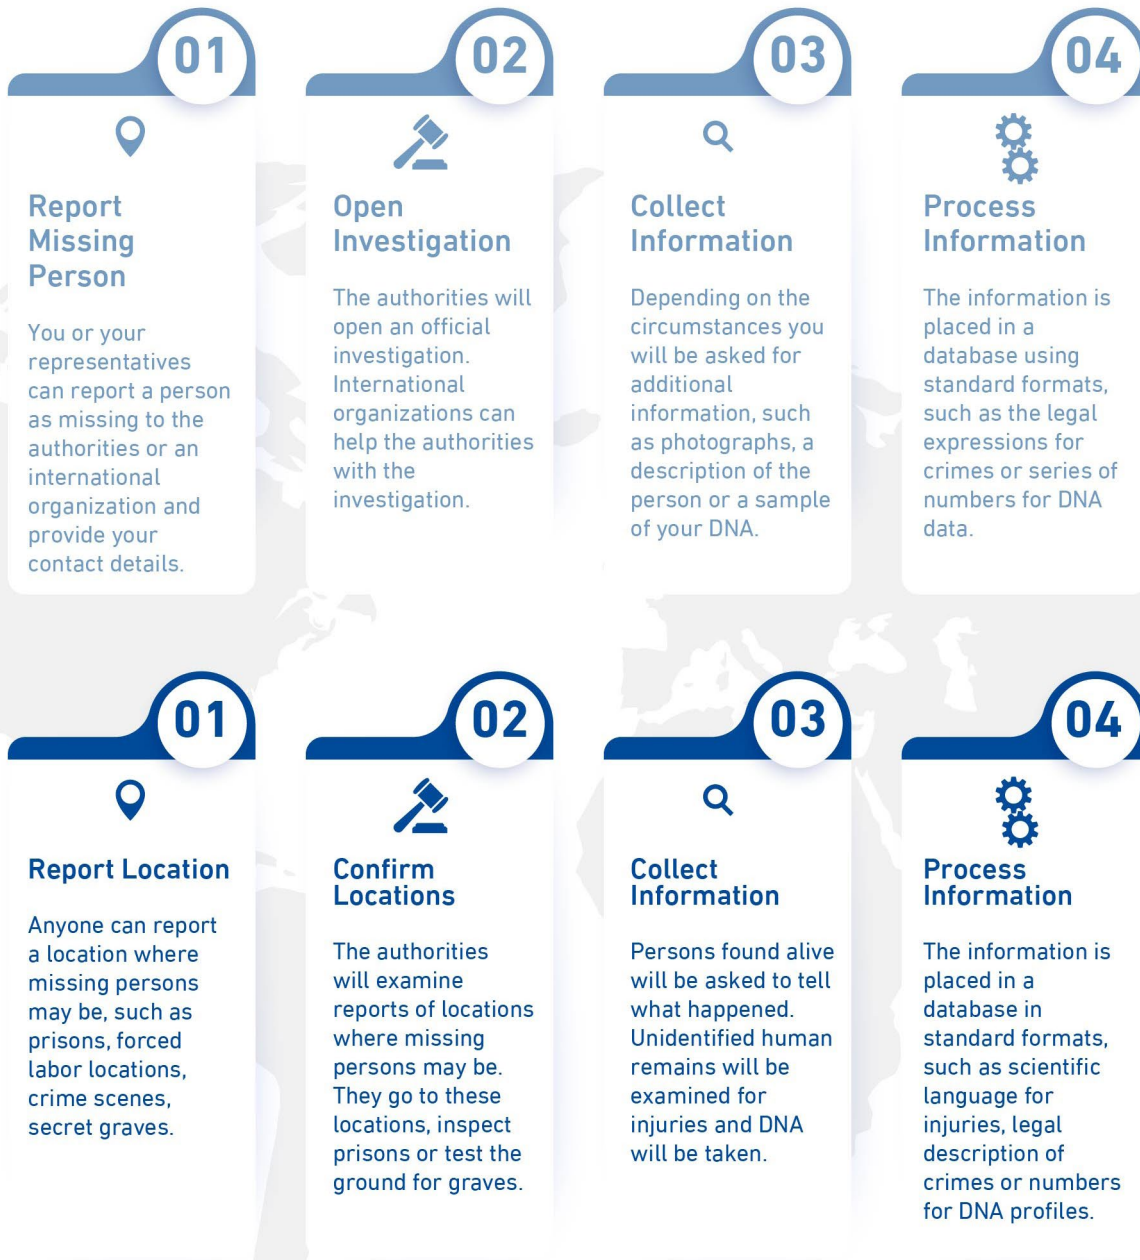 01
Report
Missing
Person
You or your
representatives
can report a person
as missing to the
authorities or an
international
organization and
provide your
contact details.
02
Open
Investigation
The authorities will
open an official
investigation.
International
organizations can
help the authorities
with the
investigation.
03
Collect
Information
Depending on the
circumstances you
will be asked for
additional
information, such
as photographs, a
description of the
person or a sample
of your DNA.
04
Process
Information
The information is
placed in a
database using
standard formats,
such as the legal
expressions for
crimes or series of
numbers for DNA
data.
01
Report Location
Anyone can report
a location where
missing persons
may be, such as
prisons, forced
labor locations,
crime scenes,
secret graves.
02
Confirm
Locations
The authorities
will examine
reports of locations
where missing
persons may be.
They go to these
locations, inspect
prisons or test the
ground for graves.
03
Collect
Information
Persons found alive
will be asked to tell
what happened.
Unidentified human
remains will be
examined for
injuries and DNA
will be taken.
04
Process
Information
The information is
placed in a
database in
standard formats,
such as scientific
language for
injuries, legal
description of
crimes or numbers
for DNA profiles.